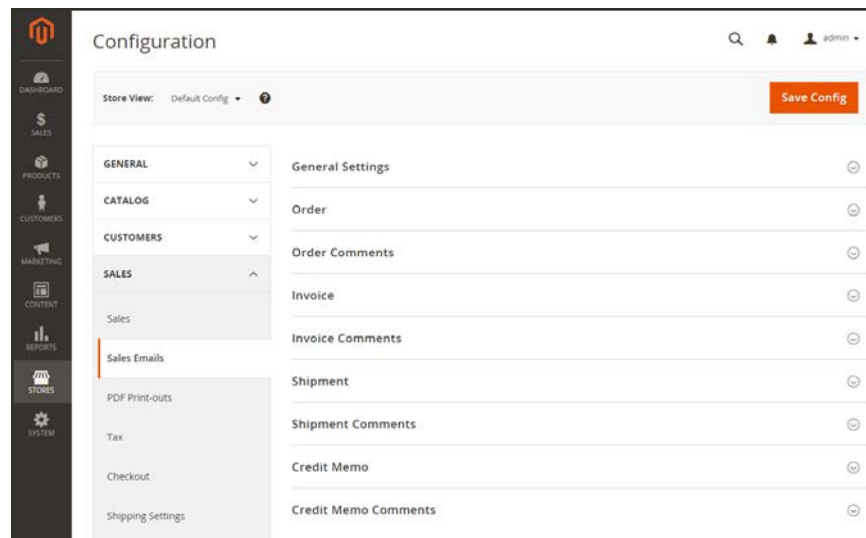 Configuration
admin
DASHBOARD
Store View: Default Config ?
Save Config
SALES
PRODUCTS
CUSTOMERS
MARKETING
CONTENT
REPORTS
STORES
SYSTEM
GENERAL
CATALOG
CUSTOMERS
SALES
Sales
Sales Emails
PDF Print-outs
Tax
Checkout
Shipping Settings
General Settings
Order
Order Comments
Invoice
Invoice Comments
Shipment
Shipment Comments
Credit Memo
Credit Memo Comments